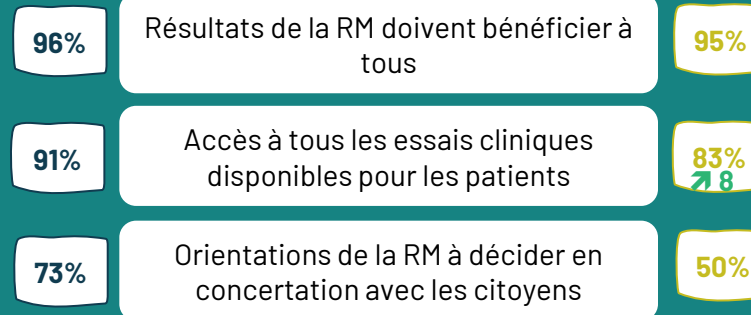 96%
Résultats de la RM doivent bénéficier à
tous
95%
91%
Accès à tous les essais cliniques
disponibles pour les patients
83%
↗ 8
73%
Orientations de la RM à décider en
concertation avec les citoyens
50%